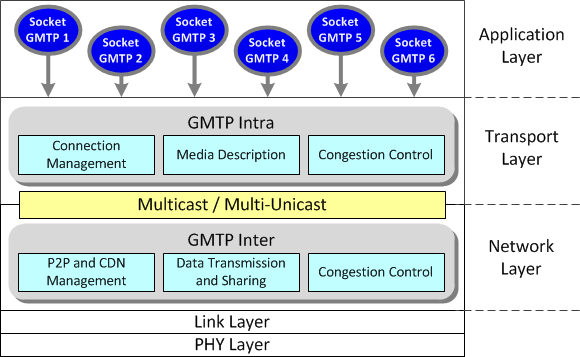 Socket
GMTP 1
Socket
GMTP 2
Socket
GMTP 3
Socket
GMTP 4
Socket
GMTP 5
Socket
GMTP 6
Application
Layer
GMTP Intra
Connection
Management
Media Description
Congestion Control
Transport
Layer
Multicast / Multi-Unicast
GMTP Inter
P2P and CDN
Management
Data Transmission
and Sharing
Congestion Control
Network
Layer
Link Layer
PHY Layer